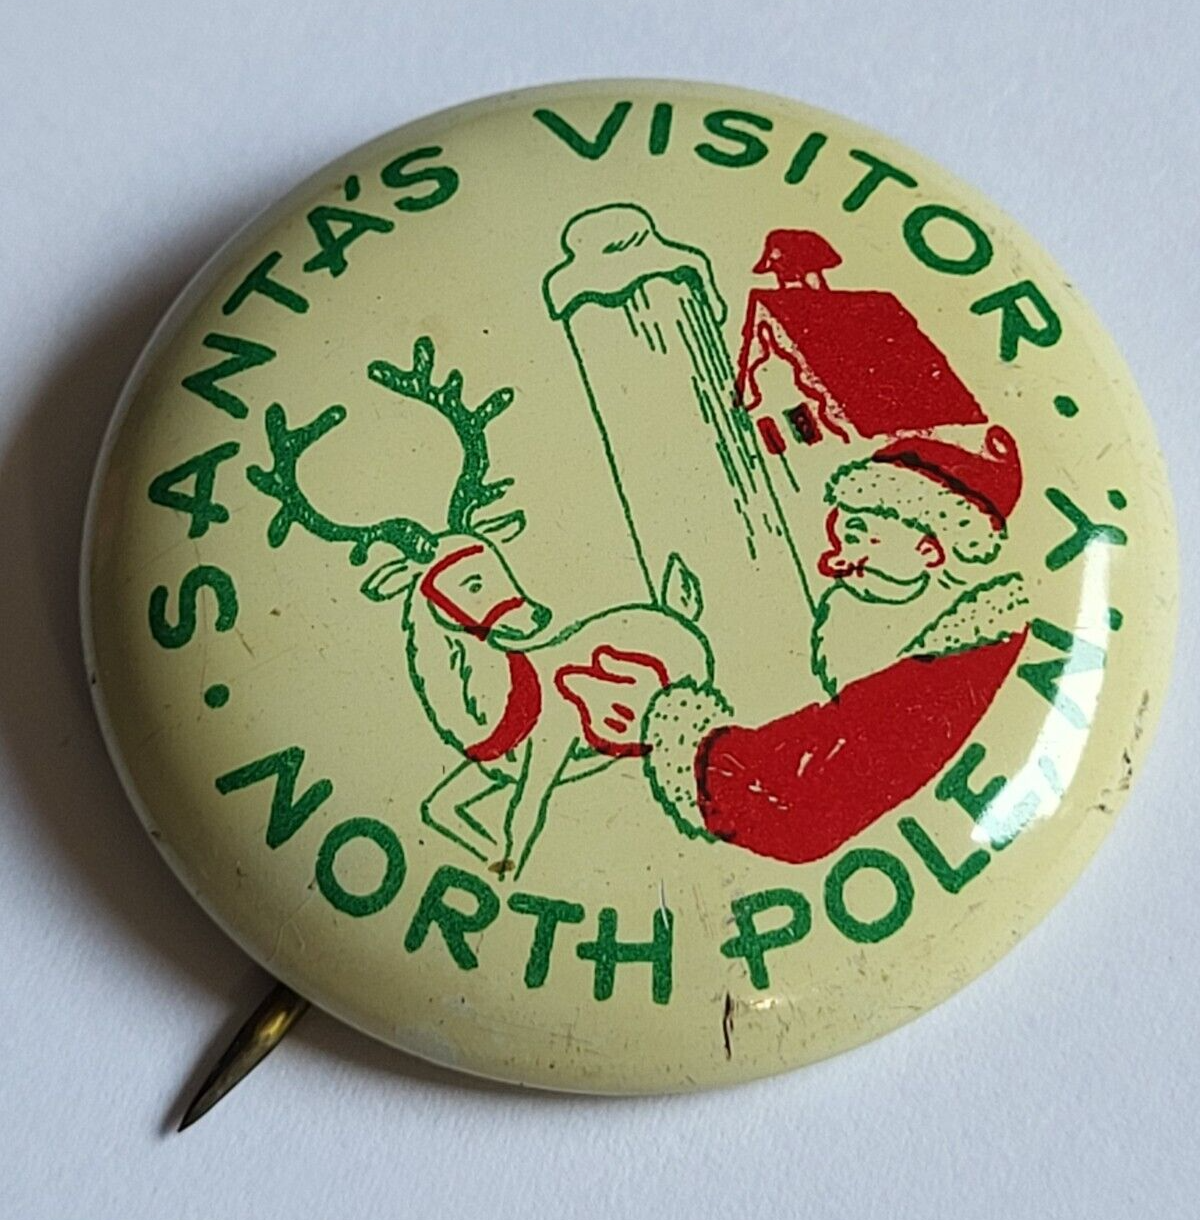 · SANTA'S VISITOR ·
NORTH POLE, N.Y.